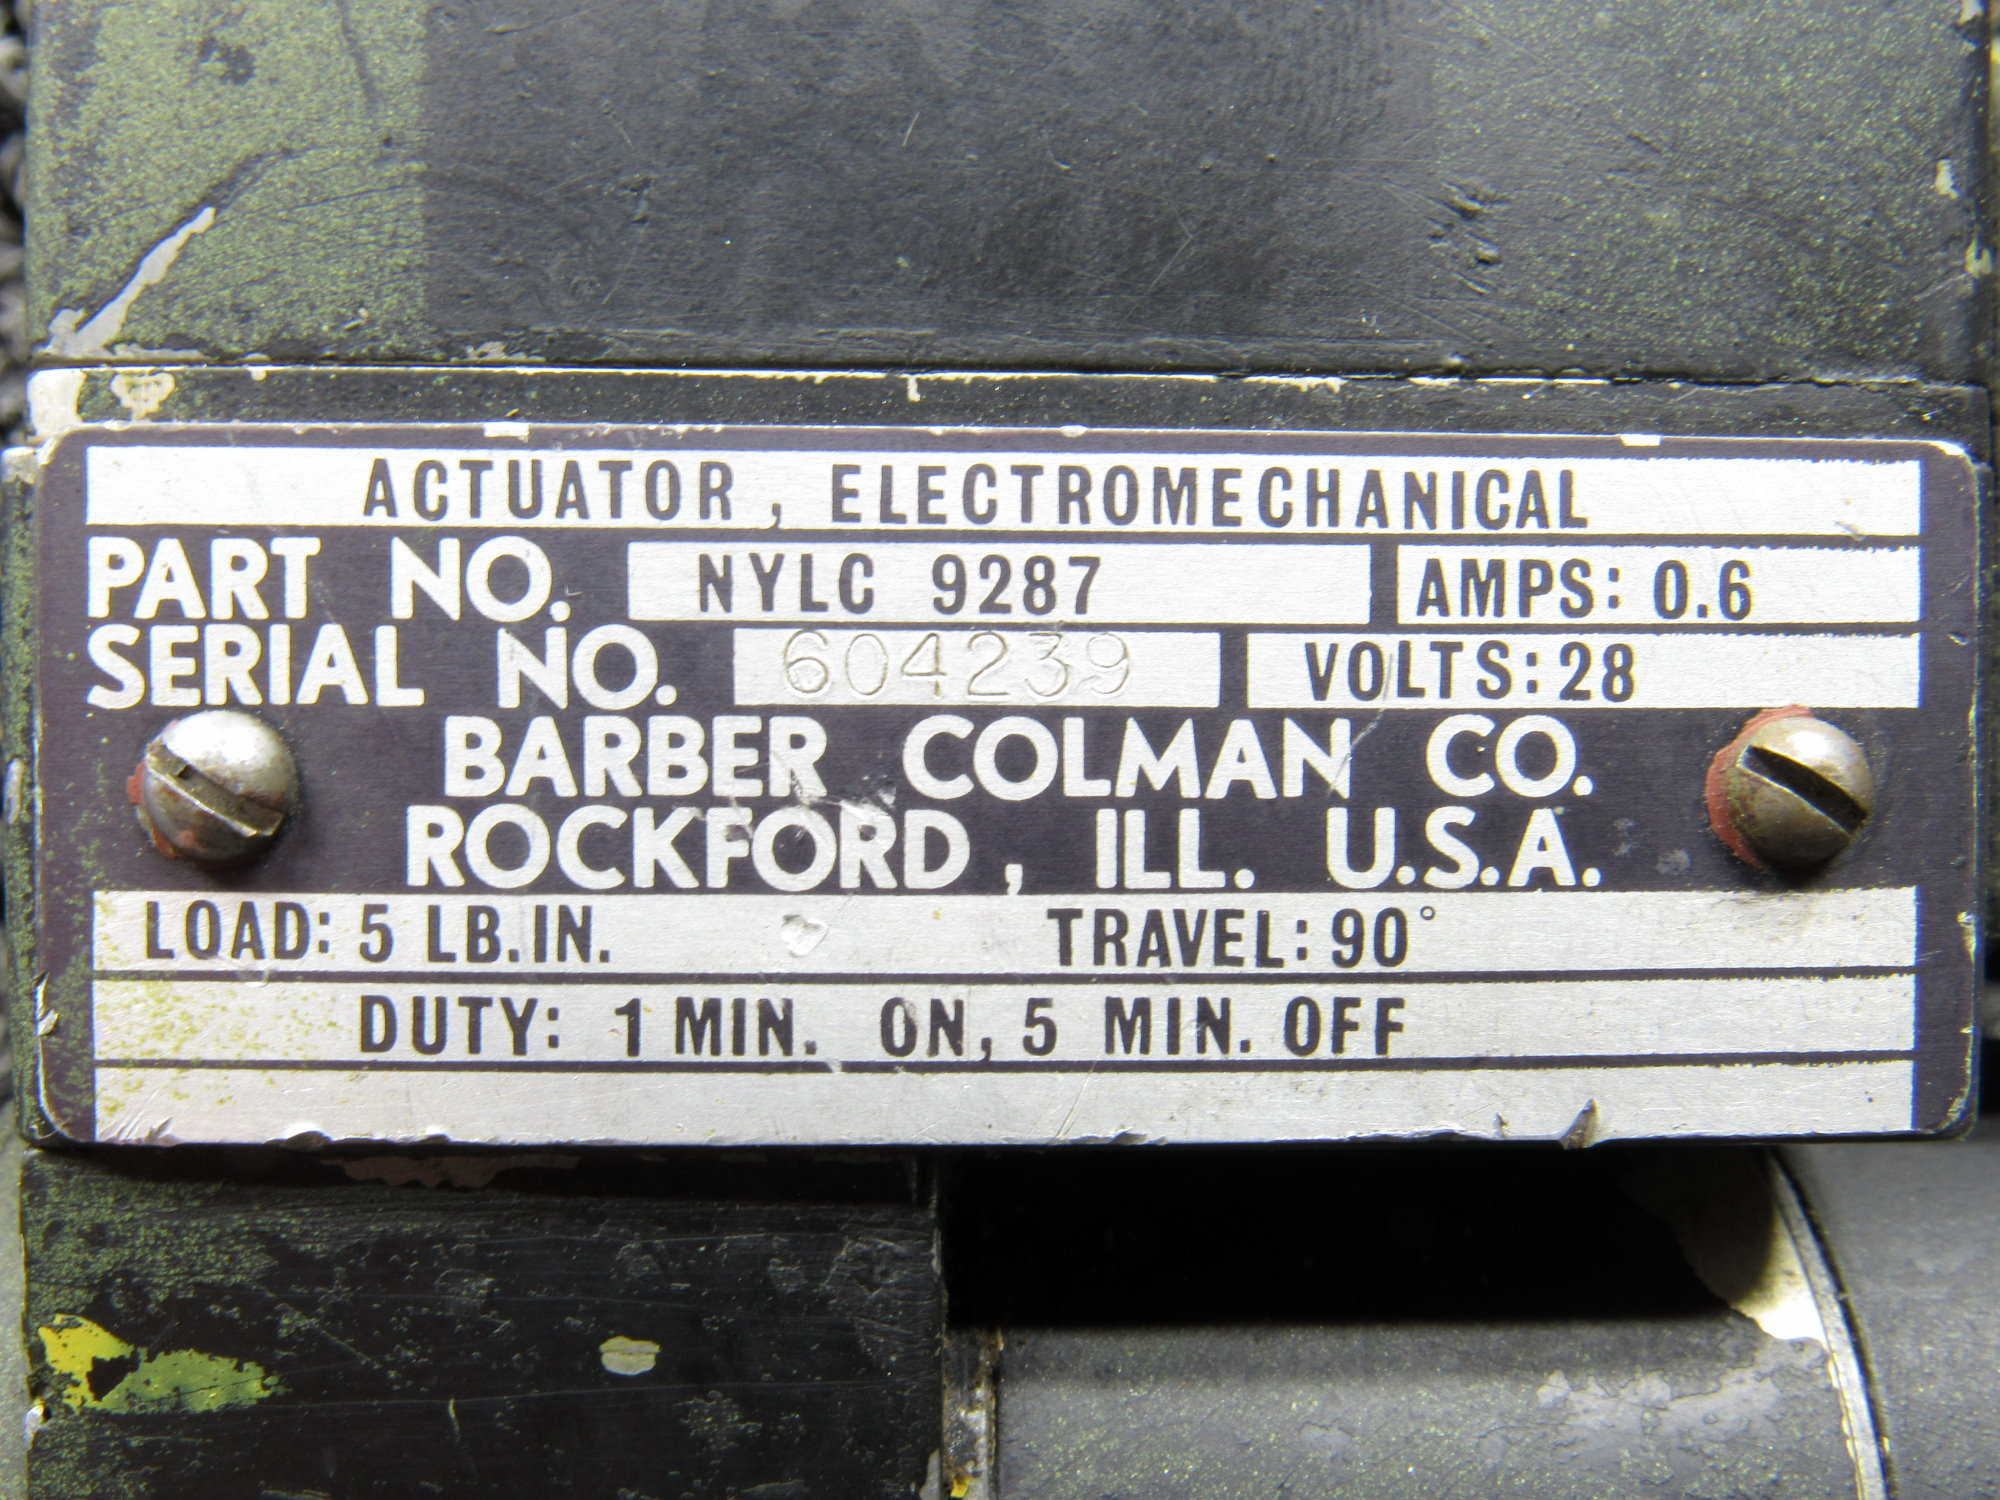 ACTUATOR, ELECTROMECHANICAL
PART NO. NYLC 9287 AMPS: 0.6
SERIAL NO. 604239 VOLTS: 28
BARBER COLMAN CO.
ROCKFORD, ILL. U.S.A.
LOAD: 5 LB.IN. TRAVEL: 90°
DUTY: 1 MIN. ON, 5 MIN. OFF